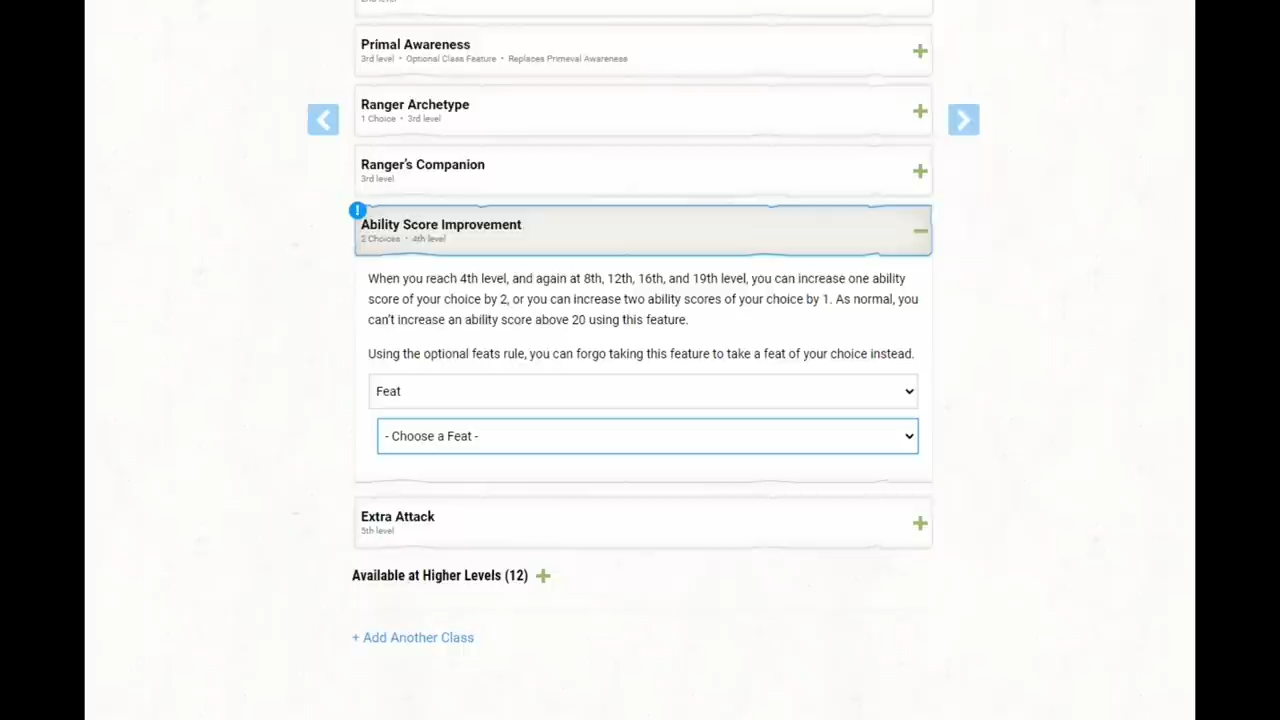 Primal Awareness
3rd level • Optional Class Feature • Replaces Primeval Awareness
Ranger Archetype
1 Choice • 3rd level
Ranger's Companion
3rd level
!
Ability Score Improvement
2 Choices • 4th level
When you reach 4th level, and again at 8th, 12th, 16th, and 19th level, you can increase one ability
score of your choice by 2, or you can increase two ability scores of your choice by 1. As normal, you
can't increase an ability score above 20 using this feature.
Using the optional feats rule, you can forgo taking this feature to take a feat of your choice instead.
Feat
- Choose a Feat -
Extra Attack
5th level
Available at Higher Levels (12)
+ Add Another Class